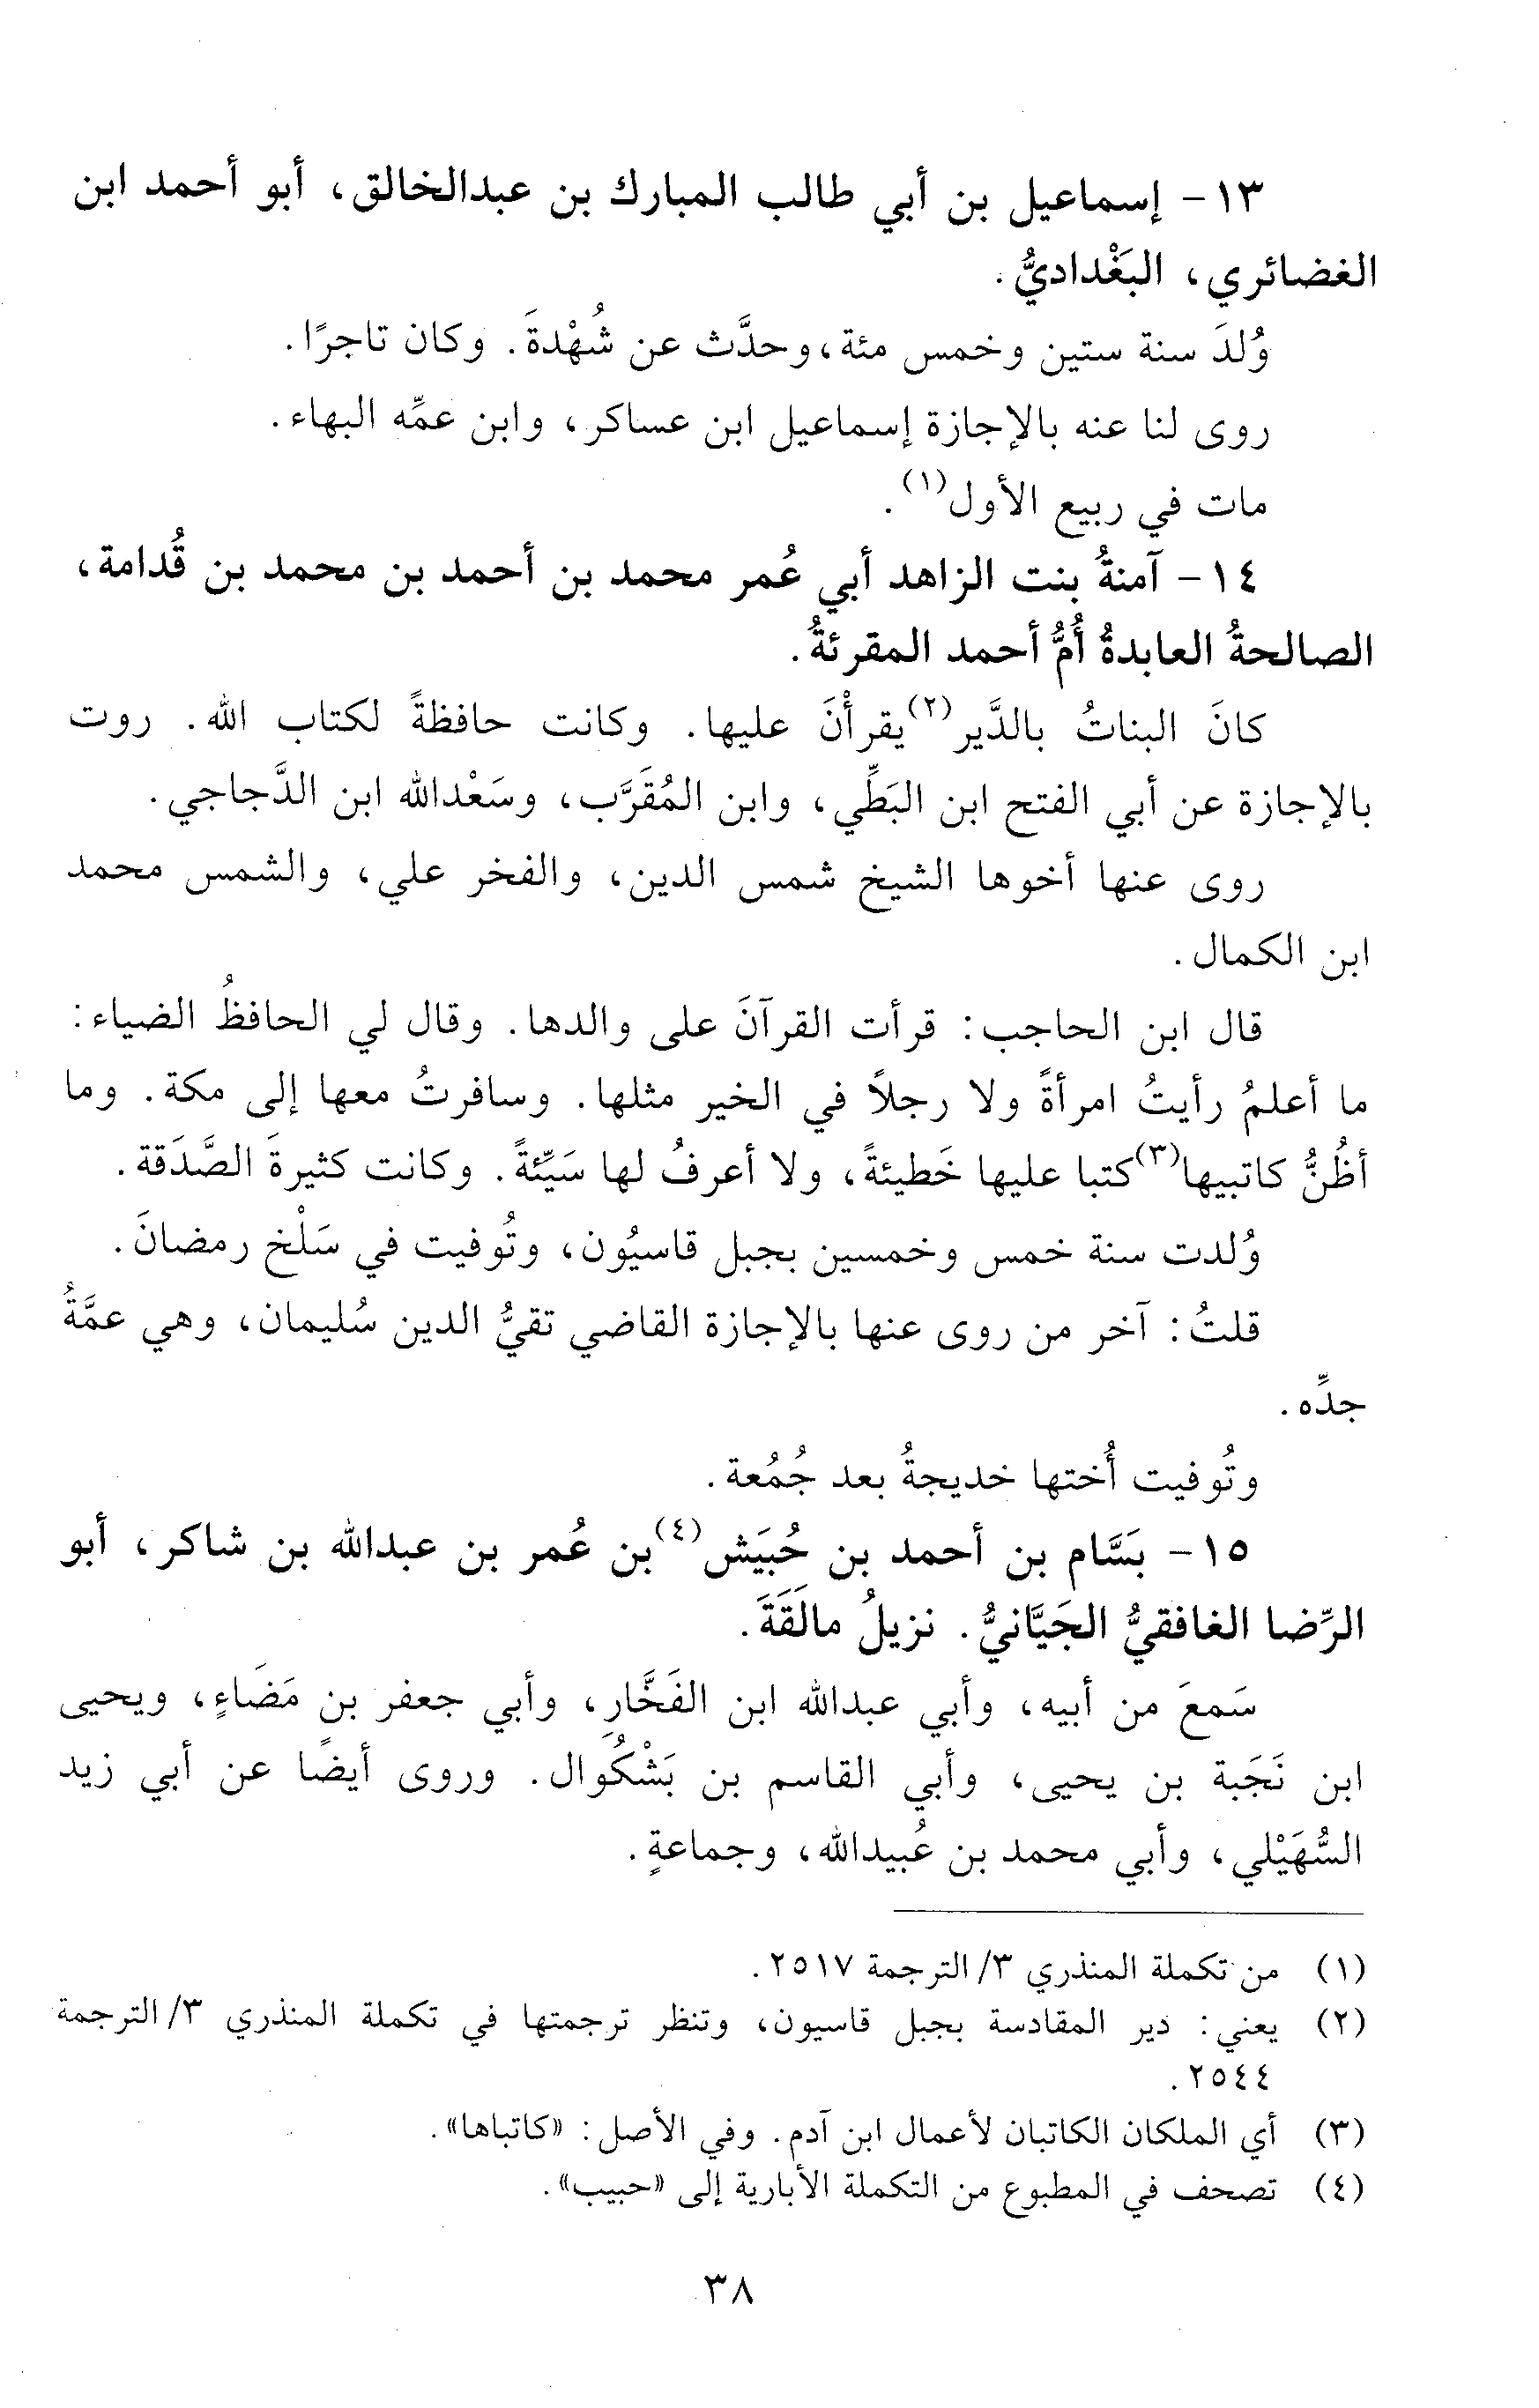 ١٣ - إسماعيل بن أبي طالب المبارك بن عبدالخالق، أبو أحمد ابن
الغضائري، البَغْداديُّ.
وُلدَ سنة ستين وخمس مئة، وحدَّث عن شُهْدةَ. وكان تاجرًا.
روى لنا عنه بالإجازة إسماعيل ابن عساكر، وابن عمِّه البهاء.
مات في ربيع الأول(١).
١٤ - آمنةُ بنت الزاهد أبي عُمر محمد بن أحمد بن محمد بن قُدامة،
الصالحةُ العابدةُ أُمُّ أحمد المقرئةُ.
كانَ البناتُ بالدَّير(٢) يقرأْنَ عليها. وكانت حافظةً لكتاب الله. روت
بالإجازة عن أبي الفتح ابن البَطِّي، وابن المُقَرَّب، وسَعْدالله ابن الدَّجاجي.
روى عنها أخوها الشيخ شمس الدين، والفخر علي، والشمس محمد
ابن الكمال.
قال ابن الحاجب: قرأت القرآنَ على والدها. وقال لي الحافظُ الضياء:
ما أعلمُ رأيتُ امرأةً ولا رجلاً في الخير مثلها. وسافرتُ معها إلى مكة. وما
أظُنُّ كاتبيها(٣) كتبا عليها خَطيئةً، ولا أعرفُ لها سَيِّئةً. وكانت كثيرةَ الصَّدَقة.
وُلدت سنة خمس وخمسين بجبل قاسيُون، وتُوفيت في سَلْخ رمضانَ.
قلتُ: آخر من روى عنها بالإجازة القاضي تقيُّ الدين سُليمان، وهي عمَّةُ
جدِّه.
وتُوفيت أُختها خديجةُ بعد جُمُعة.
١٥ - بَسَّام بن أحمد بن حُبَيَش(٤) بن عُمر بن عبدالله بن شاكر، أبو
الرِّضا الغافقيُّ الجَيَّانيُّ. نزيلُ مالَقَةَ.
سَمعَ من أبيه، وأبي عبدالله ابن الفَخَّارِ، وأبي جعفر بن مَضَاءٍ، ويحيى
ابن نَجَبة بن يحيى، وأبي القاسم بن بَشْكُوال. وروى أيضًا عن أبي زيد
السُّهَيْلي، وأبي محمد بن عُبيدالله، وجماعةٍ.
(١) من تكملة المنذري ٣/ الترجمة ٢٥١٧.
(٢) يعني: دير المقادسة بجبل قاسيون، وتنظر ترجمتها في تكملة المنذري ٣/ الترجمة
٢٥٤٤.
(٣) أي الملكان الكاتبان لأعمال ابن آدم. وفي الأصل: «كاتباها».
(٤) تصحف في المطبوع من التكملة الأبارية إلى «حبيب».
٣٨